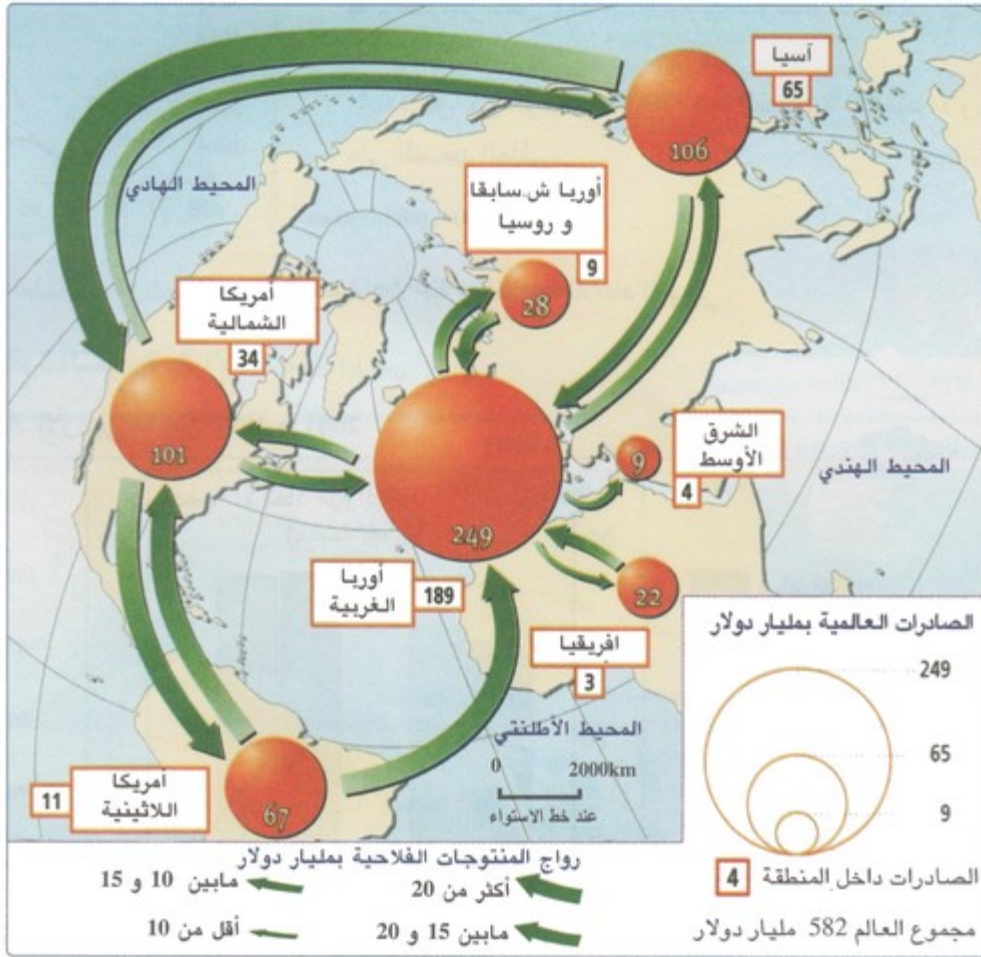 آسيا
65
106
المحيط الهادي
أوربا ش.سابقا
و روسيا
9
28
أمريكا
الشمالية
34
101
الشرق
الأوسط
4
9
المحيط الهندي
249
أوربا
الغربية
189
22
افريقيا
3
المحيط الأطلنتي
0 2000km
عند خط الاستواء
أمريكا
اللاثينية
11
67
الصادرات العالمية بمليار دولار
249
65
9
الصادرات داخل المنطقة 4
مجموع العالم 582 مليار دولار
رواج المنتوجات الفلاحية بمليار دولار
أكثر من 20
مابين 10 و 15
مابين 15 و 20
أقل من 10